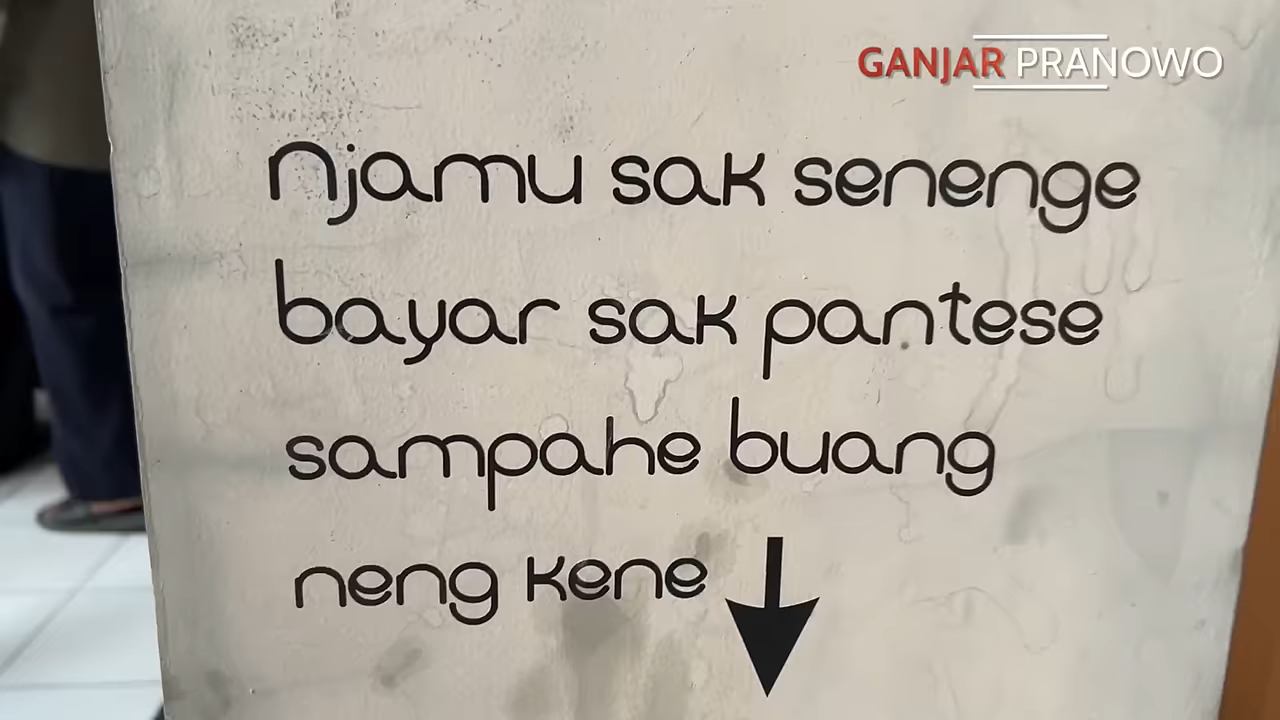 GANJAR PRANOWO
njamu sak senenge
bayar sak pantese
sampahe buang
neng kene